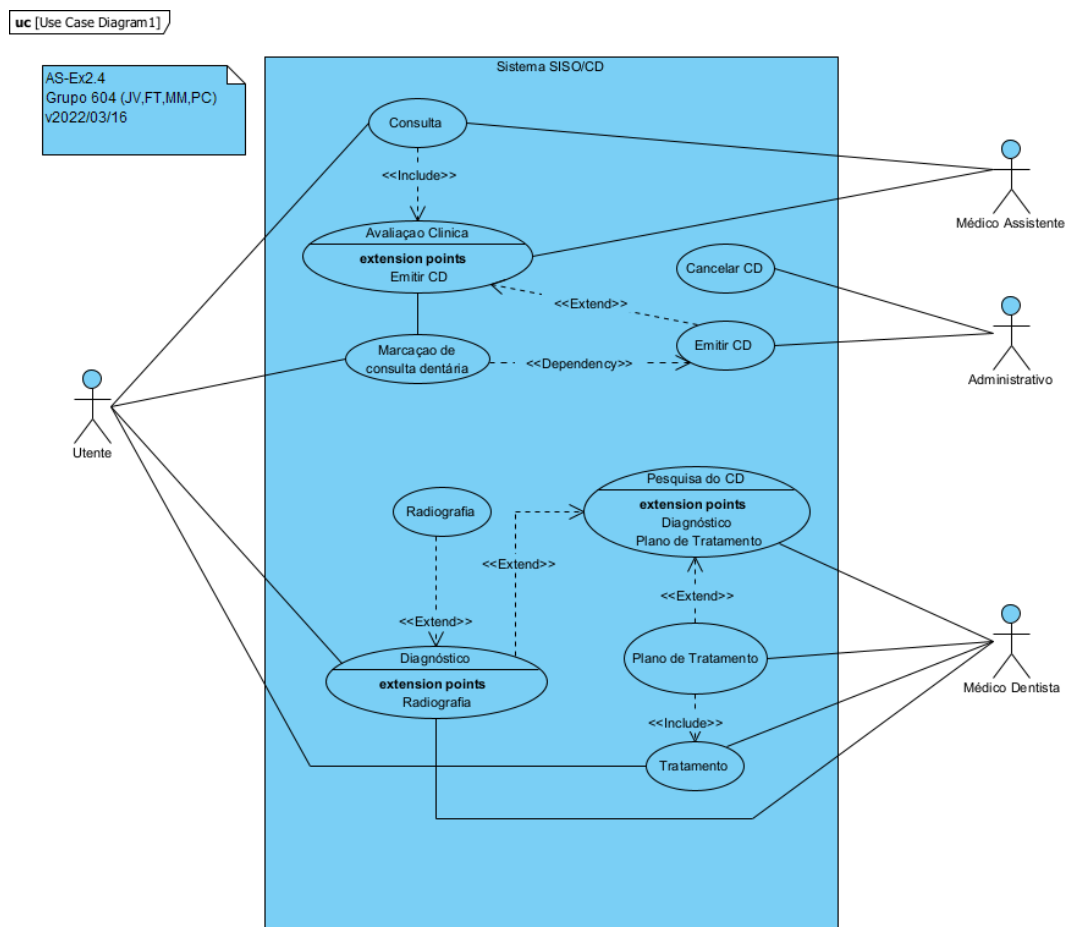 uc [Use Case Diagram1]
Sistema SISO/CD
AS-Ex2.4
Grupo 604 (JV,FT,MM,PC)
v2022/03/16
Consulta
<<Include>>
Médico Assistente
Avaliaçao Clinica
extension points
Emitir CD
Cancelar CD
<<Extend>>
Emitir CD
Marcaçao de
consulta dentária
<<Dependency>>
Administrativo
Utente
Pesquisa do CD
extension points
Diagnóstico
Plano de Tratamento
Radiografia
<<Extend>>
<<Extend>>
<<Extend>>
Diagnóstico
extension points
Radiografia
Plano de Tratamento
Médico Dentista
<<Include>>
Tratamento